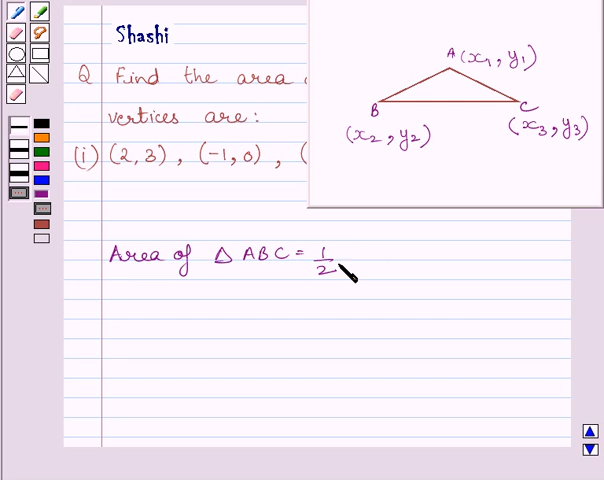 Shashi
Q Find the area
vertices are:
(i) (2, 3), (-1, 0), (
A (x1, y1)
B
C
(x2, y2)
(x3, y3)
Area of △ ABC = 1/2